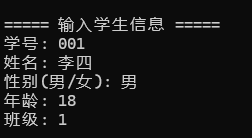 ===== 输入学生信息 =====
学号: 001
姓名: 李四
性别(男/女): 男
年龄: 18
班级: 1